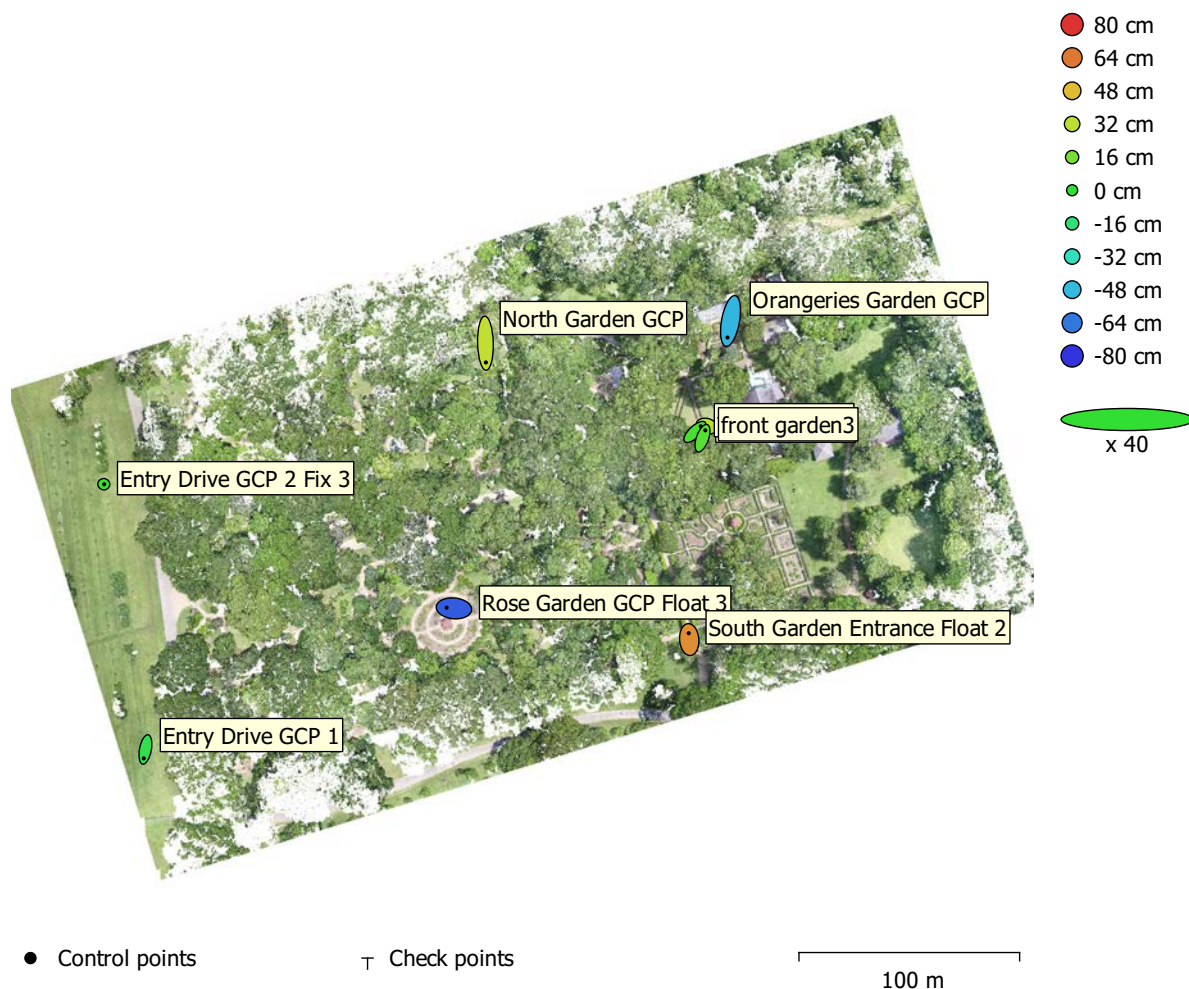 80 cm
64 cm
48 cm
32 cm
16 cm
0 cm
-16 cm
-32 cm
-48 cm
-64 cm
-80 cm
x 40
Orangeries Garden GCP
North Garden GCP
front garden3
Entry Drive GCP 2 Fix 3
Rose Garden GCP Float 3
South Garden Entrance Float 2
Entry Drive GCP 1
Control points
Check points
100 m